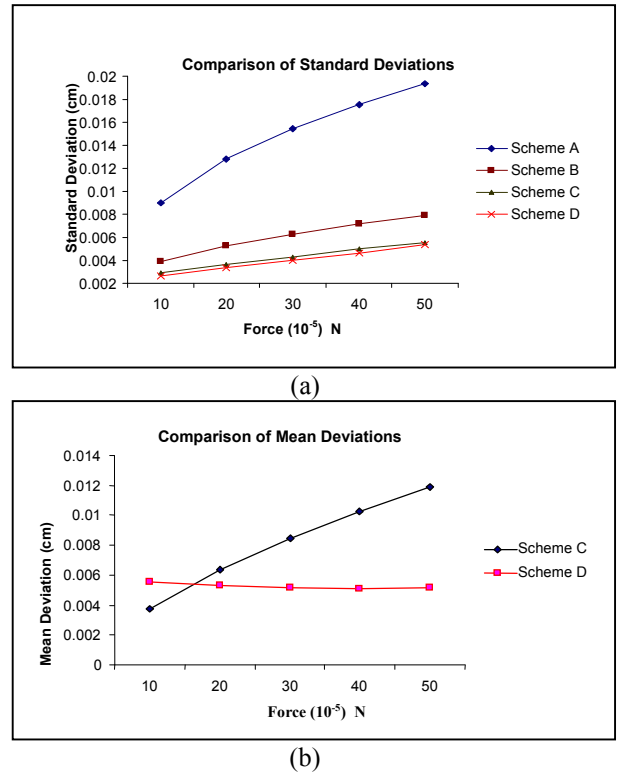 Comparison of Standard Deviations
0.02
0.018
0.016
0.014
0.012
0.01
0.008
0.006
0.004
0.002
Standard Deviation (cm)
10 20 30 40 50
Force (10⁻⁵) N
Scheme A
Scheme B
Scheme C
Scheme D
(a)
Comparison of Mean Deviations
0.014
0.012
0.01
0.008
0.006
0.004
0.002
0
Mean Deviation (cm)
10 20 30 40 50
Force (10⁻⁵) N
Scheme C
Scheme D
(b)